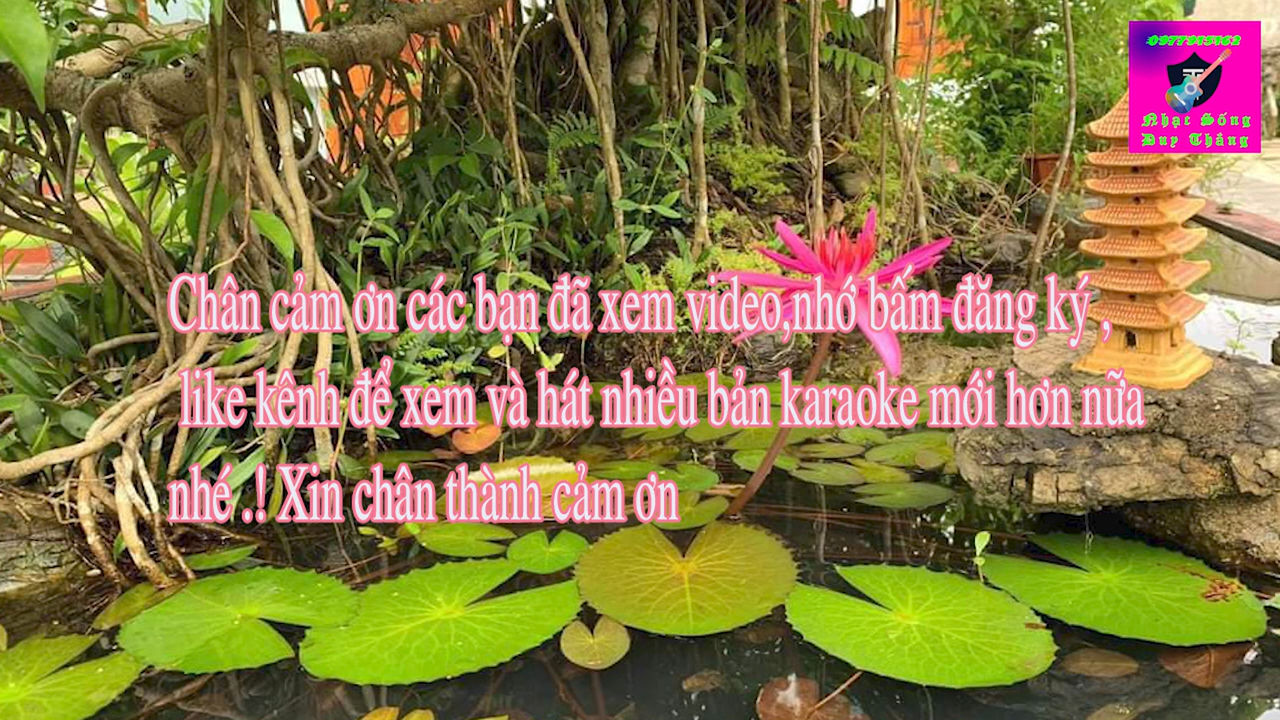 Nhạc Sống
Duy Thắng
Chân cảm ơn các bạn đã xem video,nhớ bấm đăng ký ,
like kênh để xem và hát nhiều bản karaoke mới hơn nữa
nhé .! Xin chân thành cảm ơn